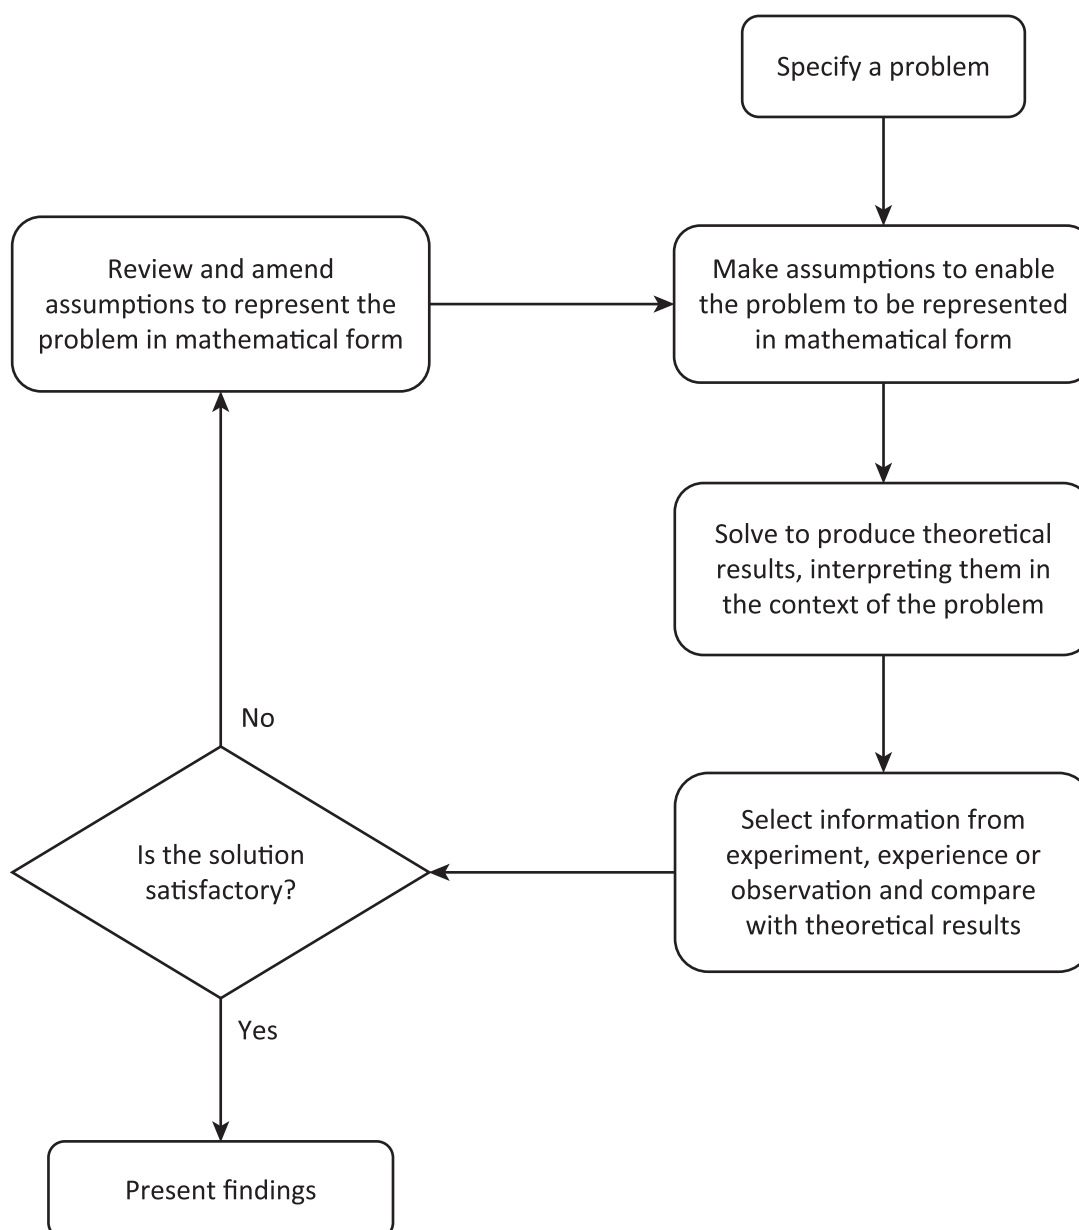 Specify a problem
Make assumptions to enable
the problem to be represented
in mathematical form
Solve to produce theoretical
results, interpreting them in
the context of the problem
Select information from
experiment, experience or
observation and compare
with theoretical results
Is the solution
satisfactory?
No
Review and amend
assumptions to represent the
problem in mathematical form
Yes
Present findings